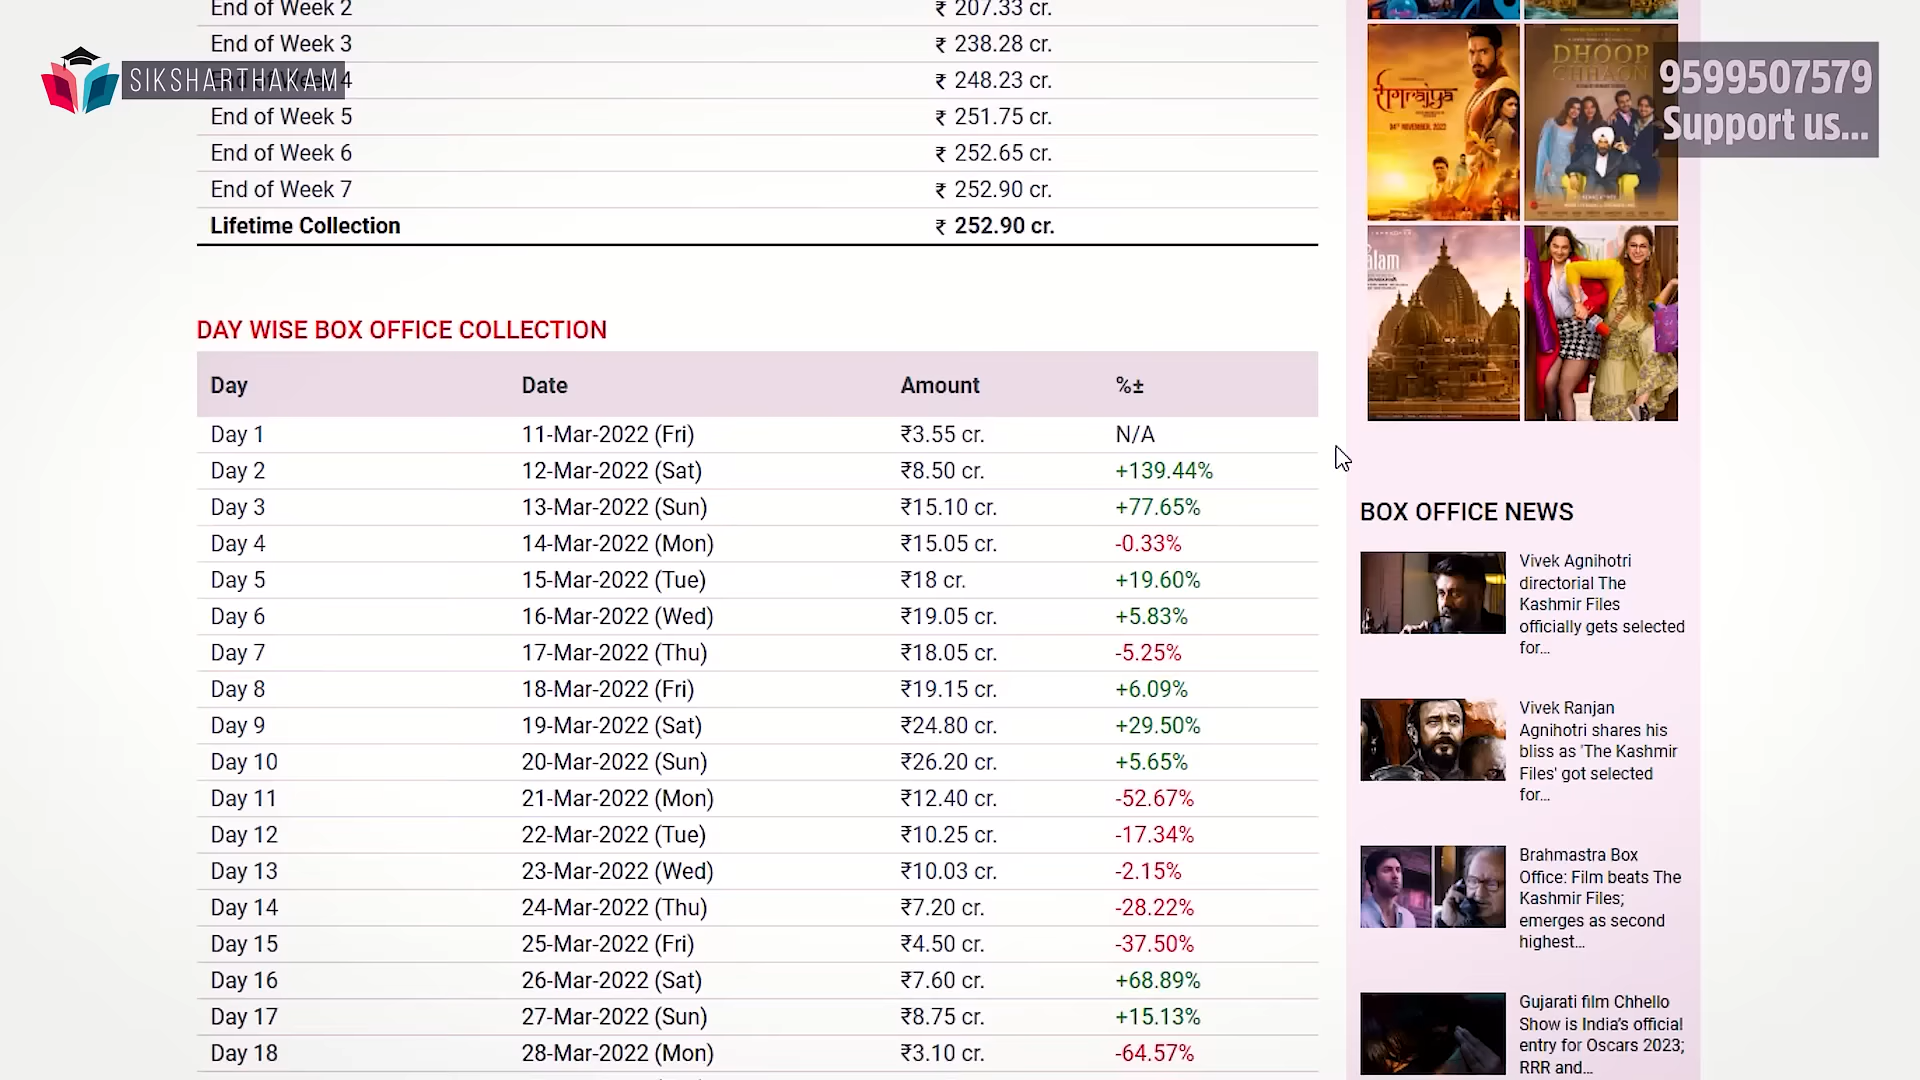 End of Week 2 ₹ 207.33 cr.
End of Week 3 ₹ 238.28 cr.
End of Week 4 ₹ 248.23 cr.
End of Week 5 ₹ 251.75 cr.
End of Week 6 ₹ 252.65 cr.
End of Week 7 ₹ 252.90 cr.
Lifetime Collection ₹ 252.90 cr.
SIKSHARTHAKAM
9599507579
Support us...
DHOOP
CHHAON
04TH NOVEMBER, 2022
alam
DAY WISE BOX OFFICE COLLECTION
Day Date Amount %±
Day 1 11-Mar-2022 (Fri) ₹3.55 cr. N/A
Day 2 12-Mar-2022 (Sat) ₹8.50 cr. +139.44%
Day 3 13-Mar-2022 (Sun) ₹15.10 cr. +77.65%
Day 4 14-Mar-2022 (Mon) ₹15.05 cr. -0.33%
Day 5 15-Mar-2022 (Tue) ₹18 cr. +19.60%
Day 6 16-Mar-2022 (Wed) ₹19.05 cr. +5.83%
Day 7 17-Mar-2022 (Thu) ₹18.05 cr. -5.25%
Day 8 18-Mar-2022 (Fri) ₹19.15 cr. +6.09%
Day 9 19-Mar-2022 (Sat) ₹24.80 cr. +29.50%
Day 10 20-Mar-2022 (Sun) ₹26.20 cr. +5.65%
Day 11 21-Mar-2022 (Mon) ₹12.40 cr. -52.67%
Day 12 22-Mar-2022 (Tue) ₹10.25 cr. -17.34%
Day 13 23-Mar-2022 (Wed) ₹10.03 cr. -2.15%
Day 14 24-Mar-2022 (Thu) ₹7.20 cr. -28.22%
Day 15 25-Mar-2022 (Fri) ₹4.50 cr. -37.50%
Day 16 26-Mar-2022 (Sat) ₹7.60 cr. +68.89%
Day 17 27-Mar-2022 (Sun) ₹8.75 cr. +15.13%
Day 18 28-Mar-2022 (Mon) ₹3.10 cr. -64.57%
BOX OFFICE NEWS
Vivek Agnihotri
directorial The
Kashmir Files
officially gets selected
for...
Vivek Ranjan
Agnihotri shares his
bliss as 'The Kashmir
Files' got selected
for...
Brahmastra Box
Office: Film beats The
Kashmir Files;
emerges as second
highest...
Gujarati film Chhello
Show is India's official
entry for Oscars 2023;
RRR and...